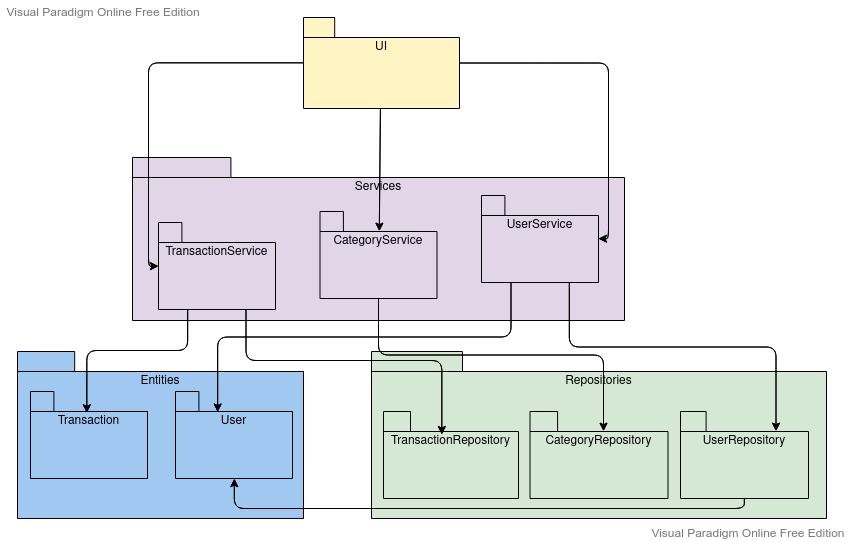 Visual Paradigm Online Free Edition
UI
Services
UserService
CategoryService
TransactionService
Entities
Repositories
Transaction
User
TransactionRepository
CategoryRepository
UserRepository
Visual Paradigm Online Free Edition